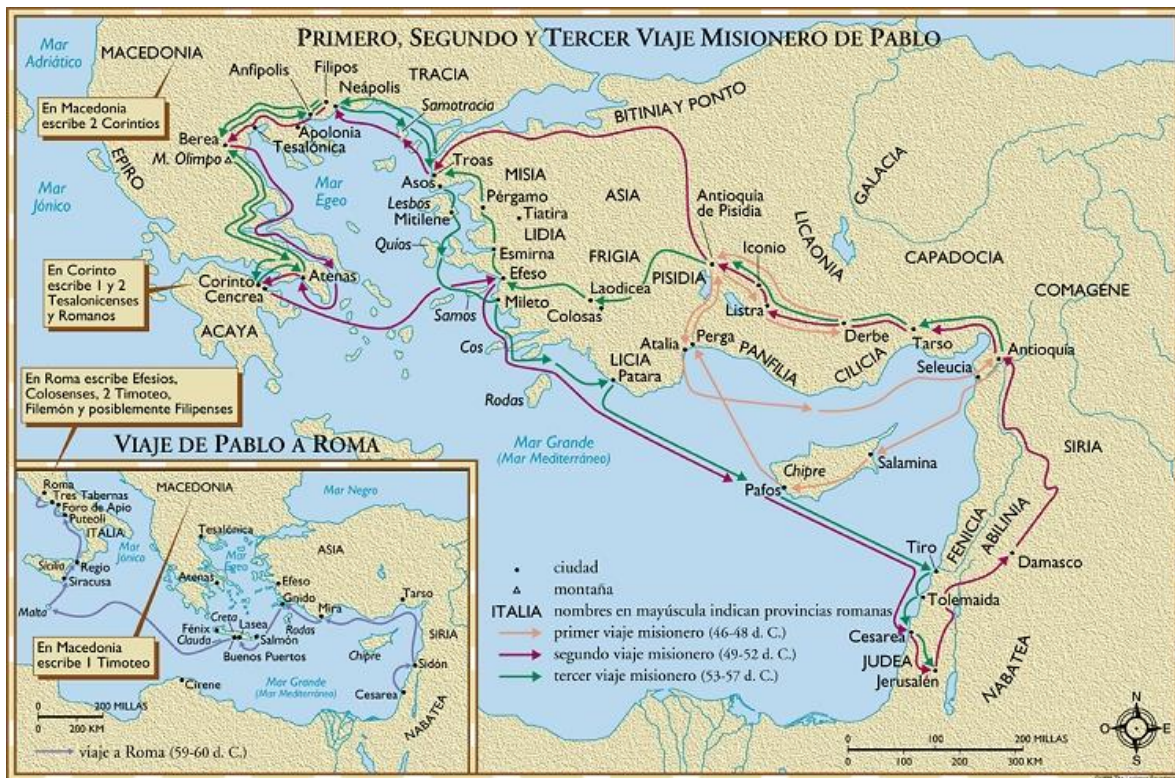 PRIMERO, SEGUNDO Y TERCER VIAJE MISIONERO DE PABLO
Mar
Adriático
MACEDONIA
Anfípolis
Filipos
Neápolis
TRACIA
Samotracia
BITINIA Y PONTO
En Macedonia
escribe 2 Corintios
Berea
Apolonia
Tesalónica
M. Olimpo
EPIRO
Mar
Jónico
Mar
Egeo
Troas
Asos
MISIA
Lesbos
Mitilene
Pérgamo
Tiatira
LIDIA
ASIA
Antioquía
de Pisidia
GALACIA
LICAONIA
Iconio
CAPADOCIA
COMAGENE
Quíos
Esmirna
FRIGIA
PISIDIA
En Corinto
escribe 1 y 2
Tesalonicenses
y Romanos
Corinto
Cencrea
Atenas
Efeso
Laodicea
Colosas
Listra
Derbe
Tarso
ACAYA
Samos
Mileto
Cos
Atalia
Perga
PANFILIA
CILICIA
Seleucia
Antioquía
LICIA
Patara
Rodas
En Roma escribe Efesios,
Colosenses, 2 Timoteo,
Filemón y posiblemente Filipenses
Mar Grande
(Mar Mediterráneo)
Chipre
Salamina
Pafos
SIRIA
FENICIA
ABILINIA
Tiro
Damasco
Tolemaida
Cesarea
JUDEA
Jerusalén
NABATEA
VIAJE DE PABLO A ROMA
Roma
Tres Tabernas
Foro de Apio
Puteoli
ITALIA
MACEDONIA
Mar Negro
Tesalónica
Mar
Jónico
Mar
Egeo
ASIA
Sicilia
Regio
Siracusa
Atenas
Efeso
Gnido
Tarso
Malta
Creta
Mira
Fénix
Lasea
Rodas
Clauda
Salmón
Buenos Puertos
Chipre
SIRIA
Sidón
En Macedonia
escribe 1 Timoteo
Cirene
Mar Grande
(Mar Mediterráneo)
Cesarea
NABATEA
0 200 MILLAS
0 200 KM
viaje a Roma (59-60 d. C.)
ciudad
montaña
ITALIA nombres en mayúscula indican provincias romanas
primer viaje misionero (46-48 d. C.)
segundo viaje misionero (49-52 d. C.)
tercer viaje misionero (53-57 d. C.)
N
O E
S
0 100 200 MILLAS
0 100 200 300 KM